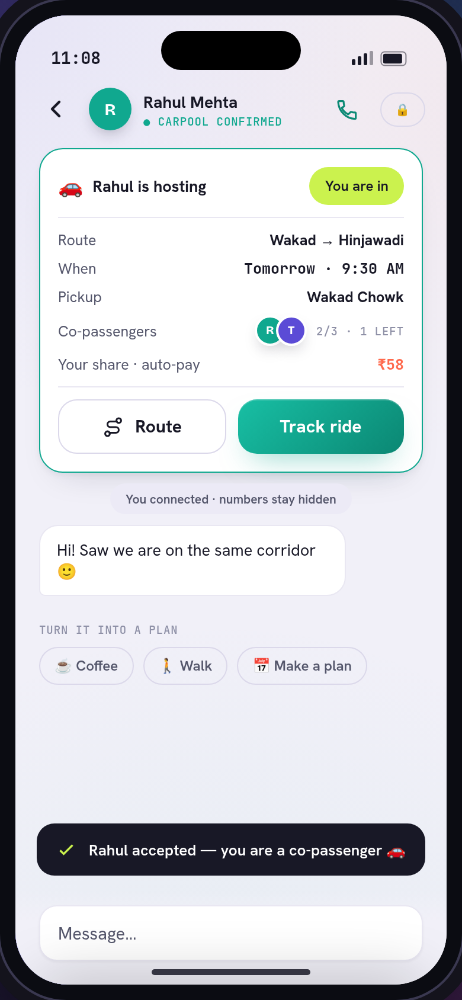 11:08
R
Rahul Mehta
● CARPOOL CONFIRMED
🔒
🚗 Rahul is hosting
You are in
Route
Wakad → Hinjawadi
When
Tomorrow · 9:30 AM
Pickup
Wakad Chowk
Co-passengers
R T 2/3 · 1 LEFT
Your share · auto-pay
₹58
Route
Track ride
You connected · numbers stay hidden
Hi! Saw we are on the same corridor
🙂
TURN IT INTO A PLAN
☕ Coffee
🚶 Walk
📅 Make a plan
✓ Rahul accepted — you are a co-passenger 🚗
Message...